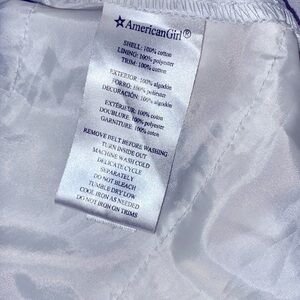 AmericanGirl®
SHELL: 100% cotton
LINING: 100% polyester
TRIM: 100% cotton
EXTERIOR: 100% algodón
FORRO: 100% poliéster
DECORACIÓN: 100% algodón
EXTÉRIEUR: 100% coton
DOUBLURE: 100% polyester
GARNITURE: 100% coton
REMOVE BELT BEFORE WASHING
TURN INSIDE OUT
MACHINE WASH COLD
DELICATE CYCLE
SEPARATELY
DO NOT BLEACH
TUMBLE DRY LOW
COOL IRON AS NEEDED
DO NOT IRON ON TRIMS